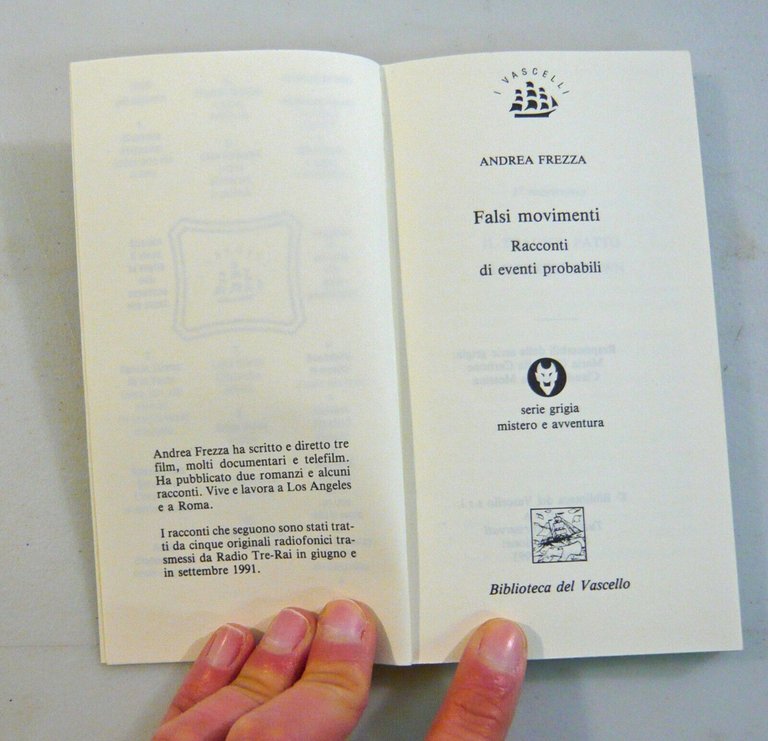 Andrea Frezza ha scritto e diretto tre
film, molti documentari e telefilm.
Ha pubblicato due romanzi e alcuni
racconti. Vive e lavora a Los Angeles
e a Roma.
I racconti che seguono sono stati trat-
ti da cinque originali radiofonici tra-
smessi da Radio Tre-Rai in giugno e
in settembre 1991.
I VASCELLI
ANDREA FREZZA
Falsi movimenti
Racconti
di eventi probabili
serie grigia
mistero e avventura
Biblioteca del Vascello